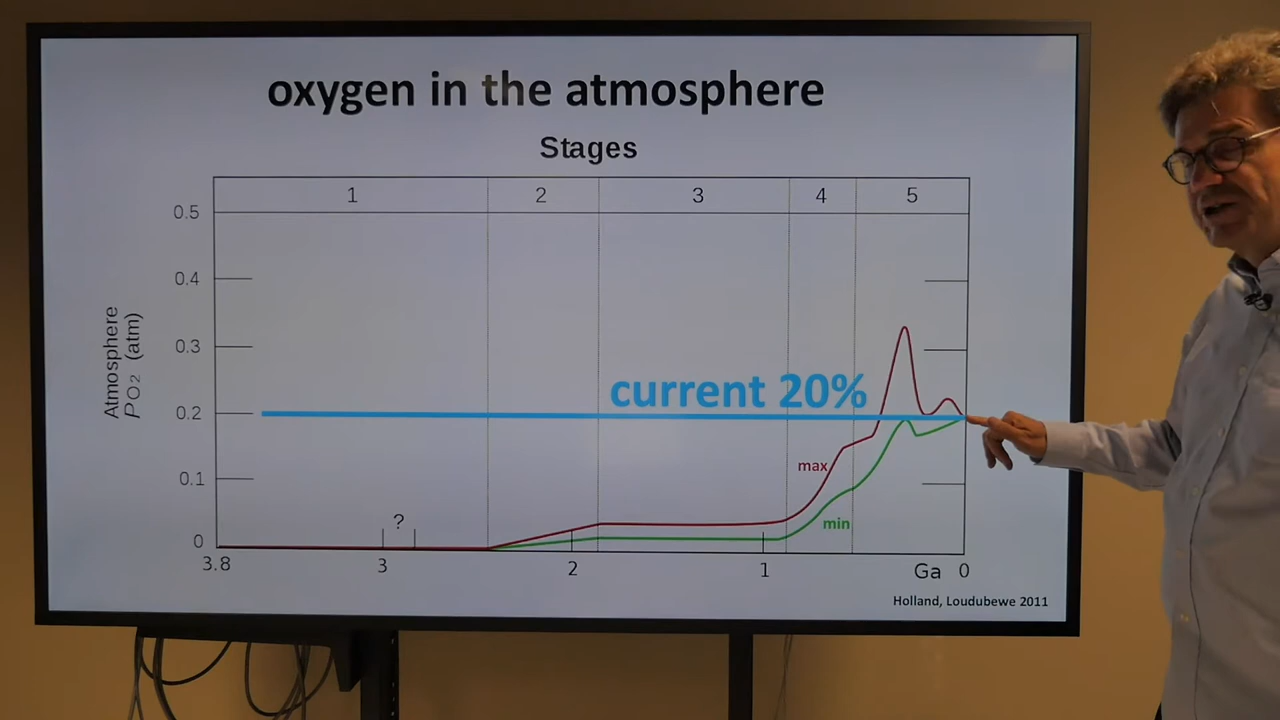 oxygen in the atmosphere
Stages
1 2 3 4 5
0.5
0.4
0.3
0.2
0.1
0
Atmosphere
PO2 (atm)
current 20%
max
min
?
3.8 3 2 1 Ga 0
Holland, Loudubewe 2011